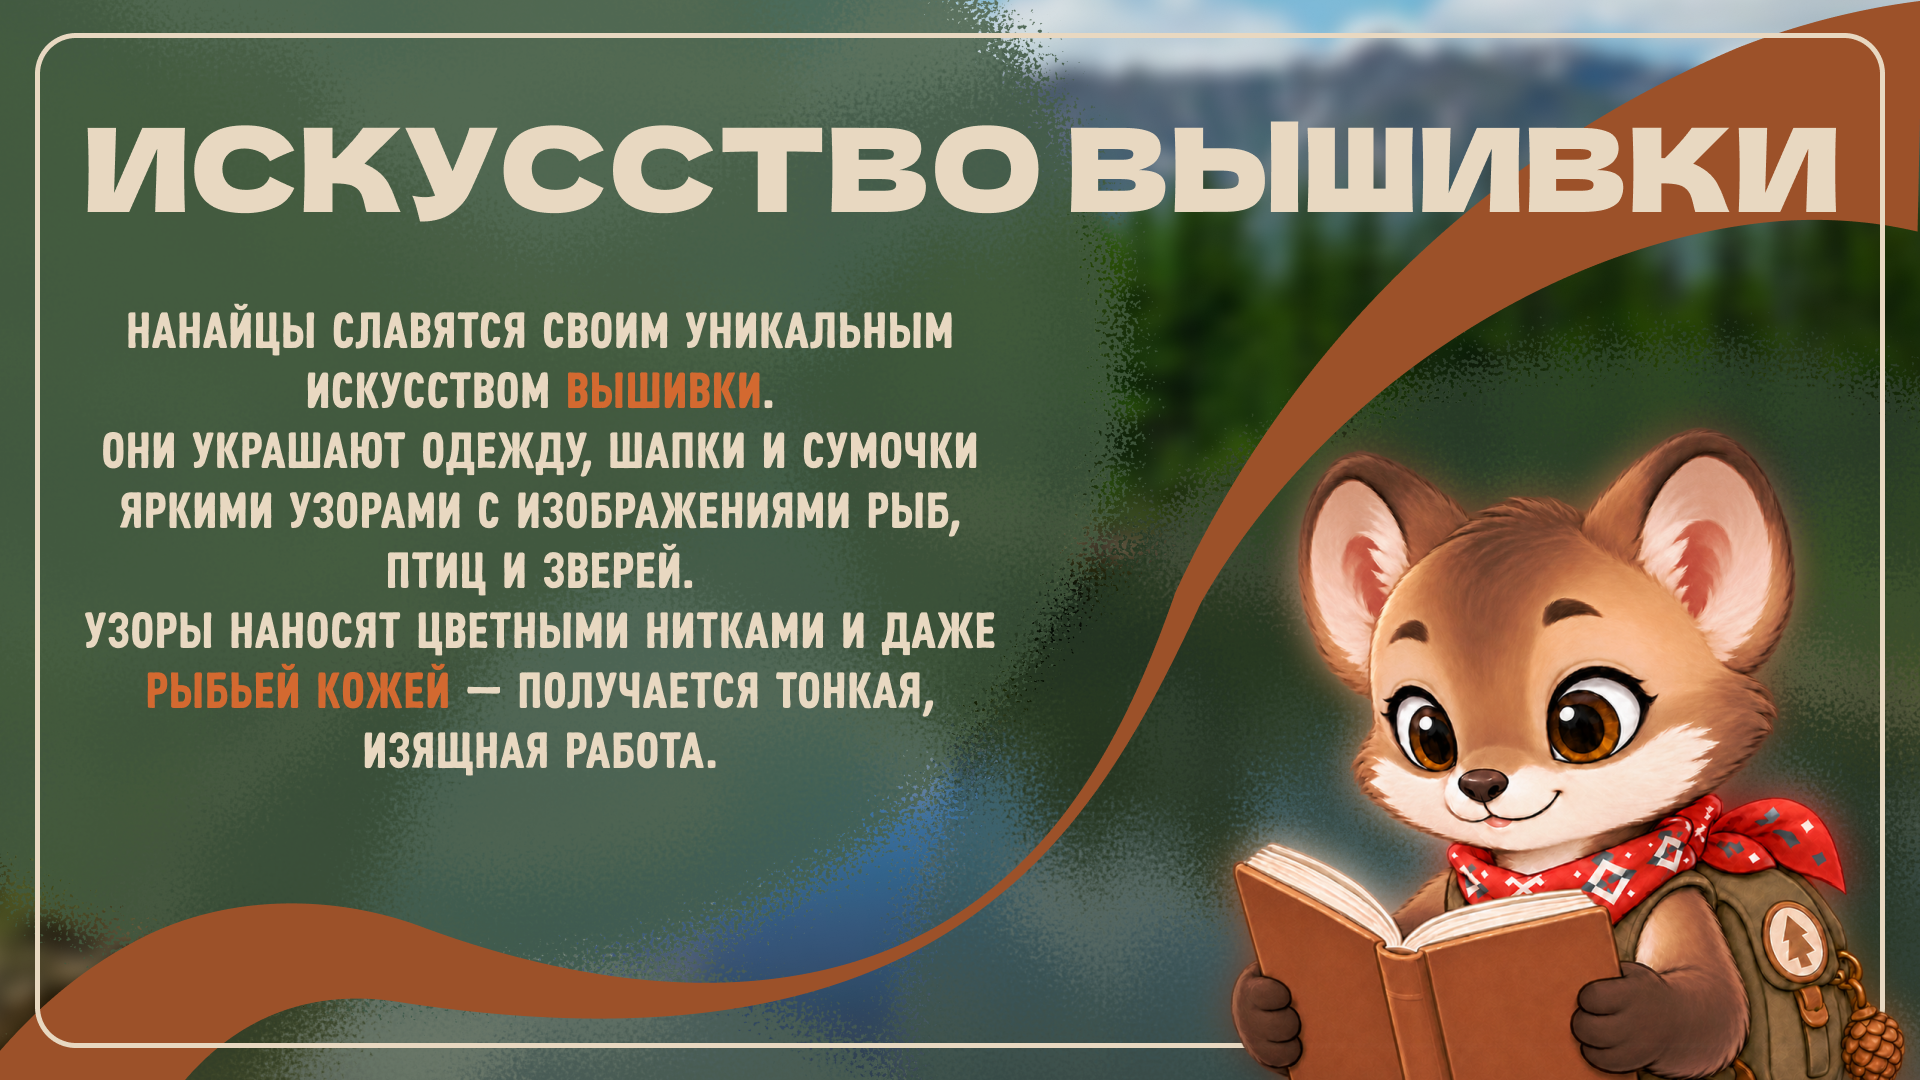 ИСКУССТВО ВЫШИВКИ
НАНАЙЦЫ СЛАВЯТСЯ СВОИМ УНИКАЛЬНЫМ
ИСКУССТВОМ ВЫШИВКИ.
ОНИ УКРАШАЮТ ОДЕЖДУ, ШАПКИ И СУМОЧКИ
ЯРКИМИ УЗОРАМИ С ИЗОБРАЖЕНИЯМИ РЫБ,
ПТИЦ И ЗВЕРЕЙ.
УЗОРЫ НАНОСЯТ ЦВЕТНЫМИ НИТКАМИ И ДАЖЕ
РЫБЬЕЙ КОЖЕЙ — ПОЛУЧАЕТСЯ ТОНКАЯ,
ИЗЯЩНАЯ РАБОТА.